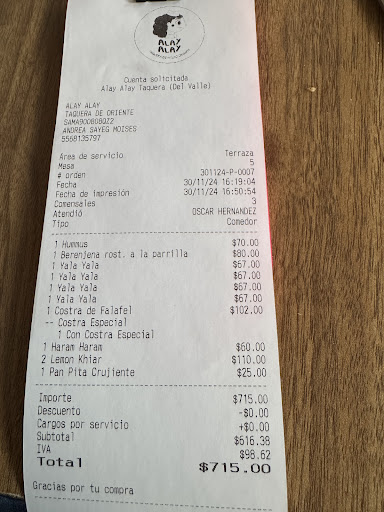 ALAY
ALAY
Cuenta solicitada
Alay Alay Taquera (Del Valle)
ALAY ALAY
TAQUERA DE ORIENTE
SAMA900808QZ2
ANDREA SAYEG MOISES
5568135797
Area de servicio Terraza
Mesa 5
# orden 301124-P-0007
Fecha 30/11/24 16:19:04
Fecha de impresión 30/11/24 16:50:54
Comensales 3
Atendió OSCAR HERNANDEZ
Tipo Comedor
1 Hummus $70.00
1 Berenjena rost. a la parrilla $80.00
1 Yala Yala $67.00
1 Yala Yala $67.00
1 Yala Yala $67.00
1 Yala Yala $67.00
1 Costra de Falafel $102.00
-- Costra Especial
1 Con Costra Especial
1 Haram Haram $60.00
2 Lemon Khiar $110.00
1 Pan Pita Crujiente $25.00
Importe $715.00
Descuento -$0.00
Cargos por servicio +$0.00
Subtotal $616.38
IVA $98.62
Total $715.00
Gracias por tu compra